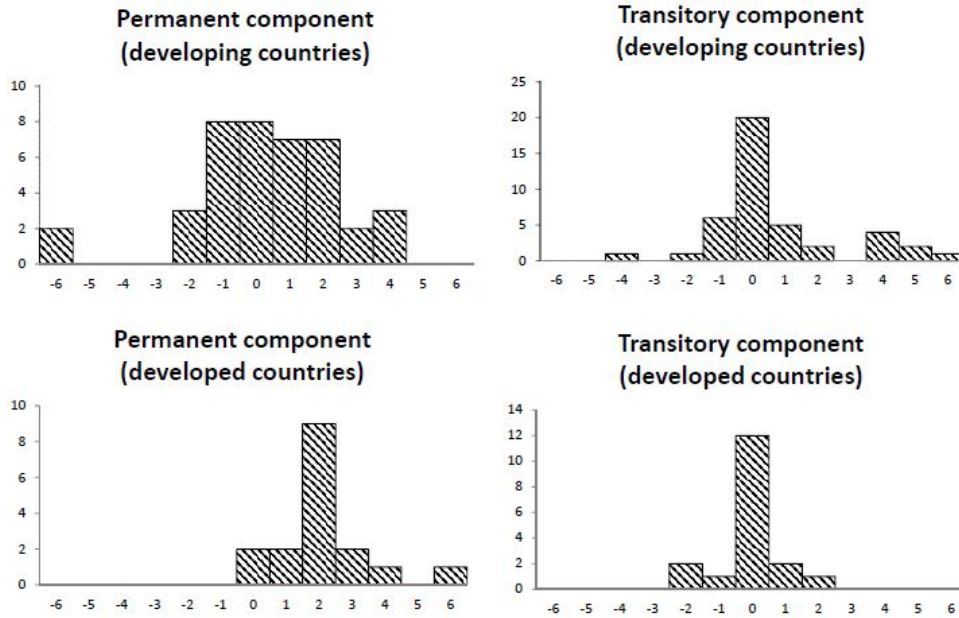 Permanent component
(developing countries)
10
8
6
4
2
0
-6 -5 -4 -3 -2 -1 0 1 2 3 4 5 6
Transitory component
(developing countries)
25
20
15
10
5
0
-6 -5 -4 -3 -2 -1 0 1 2 3 4 5 6
Permanent component
(developed countries)
10
8
6
4
2
0
-6 -5 -4 -3 -2 -1 0 1 2 3 4 5 6
Transitory component
(developed countries)
14
12
10
8
6
4
2
0
-6 -5 -4 -3 -2 -1 0 1 2 3 4 5 6